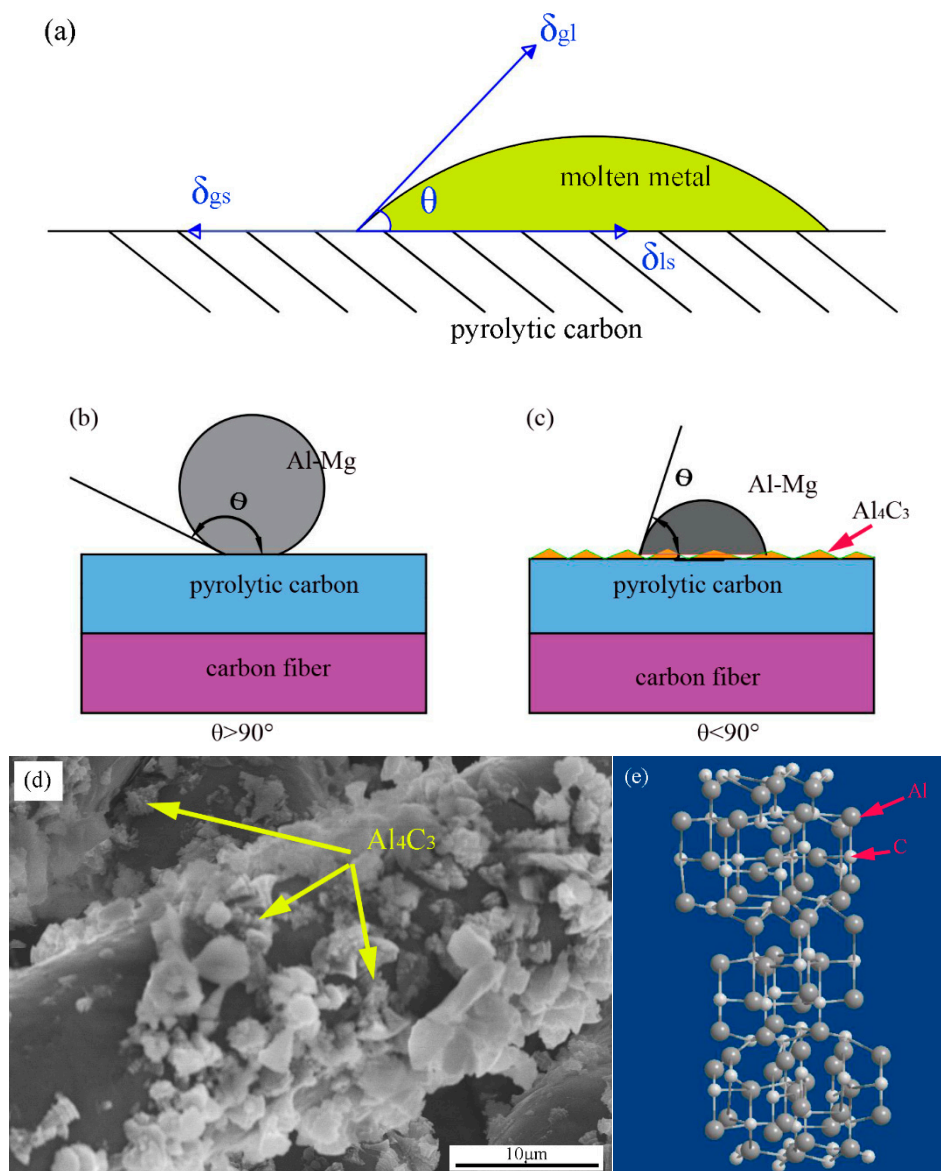 (a)
δgl
δgs
θ
molten metal
δls
pyrolytic carbon
(b)
(c)
Al-Mg
θ
θ
Al-Mg
Al₄C₃
pyrolytic carbon
pyrolytic carbon
carbon fiber
carbon fiber
θ>90°
θ<90°
(d)
(e)
Al₄C₃
Al
C
10μm